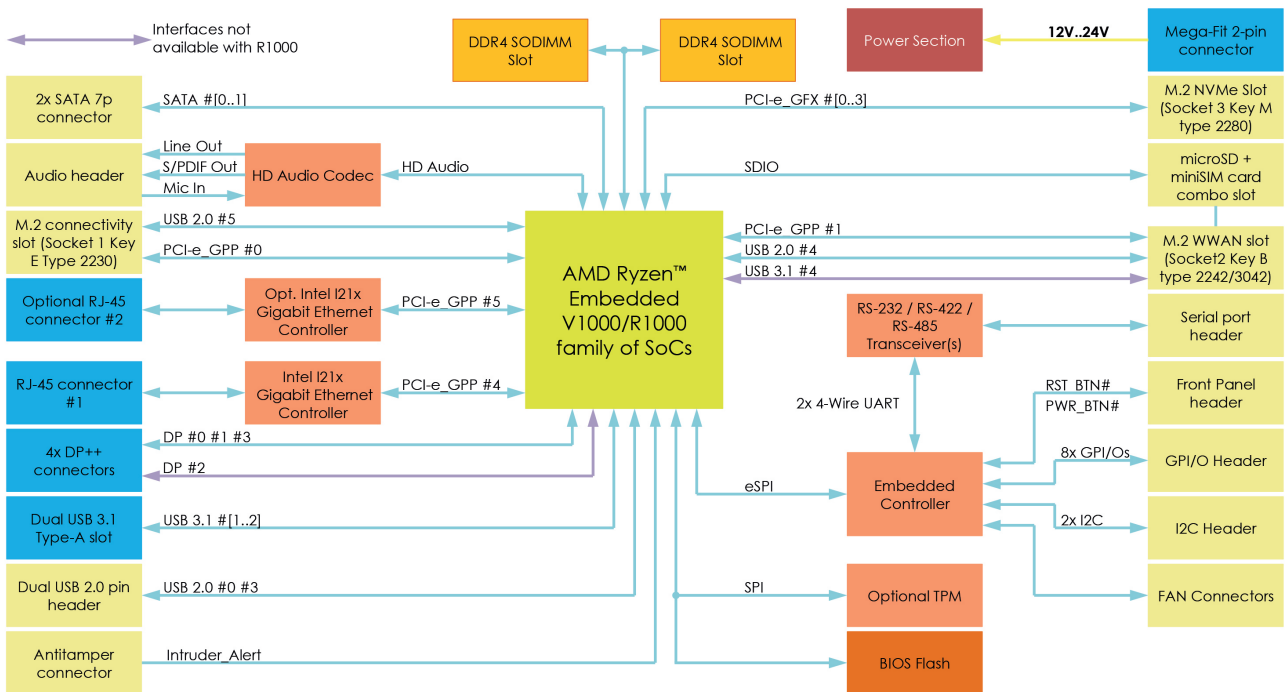 Interfaces not
available with R1000
DDR4 SODIMM
Slot
DDR4 SODIMM
Slot
Power Section
12V..24V
Mega-Fit 2-pin
connector
2x SATA 7p
connector
SATA #[0..1]
PCI-e_GFX #[0..3]
M.2 NVMe Slot
(Socket 3 Key M
type 2280)
Audio header
Line Out
S/PDIF Out
Mic In
HD Audio Codec
HD Audio
SDIO
microSD +
miniSIM card
combo slot
M.2 connectivity
slot (Socket 1 Key
E Type 2230)
USB 2.0 #5
PCI-e_GPP #0
AMD Ryzen™
Embedded
V1000/R1000
family of SoCs
PCI-e_GPP #1
USB 2.0 #4
USB 3.1 #4
M.2 WWAN slot
(Socket2 Key B
type 2242/3042)
Optional RJ-45
connector #2
Opt. Intel I21x
Gigabit Ethernet
Controller
PCI-e_GPP #5
RS-232 / RS-422 /
RS-485
Transceiver(s)
Serial port
header
RJ-45 connector
#1
Intel I21x
Gigabit Ethernet
Controller
PCI-e_GPP #4
2x 4-Wire UART
RST_BTN#
PWR_BTN#
Front Panel
header
4x DP++
connectors
DP #0 #1 #3
DP #2
eSPI
Embedded
Controller
8x GPI/Os
GPI/O Header
Dual USB 3.1
Type-A slot
USB 3.1 #[1..2]
2x I2C
I2C Header
Dual USB 2.0 pin
header
USB 2.0 #0 #3
SPI
Optional TPM
FAN Connectors
Antitamper
connector
Intruder_Alert
BIOS Flash